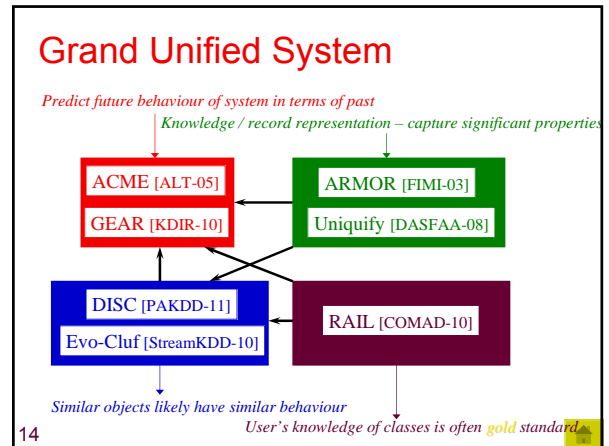 Grand Unified System
Predict future behaviour of system in terms of past
Knowledge / record representation – capture significant properties
ACME [ALT-05]
GEAR [KDIR-10]
ARMOR [FIMI-03]
Uniquify [DASFAA-08]
DISC [PAKDD-11]
Evo-Cluf [StreamKDD-10]
RAIL [COMAD-10]
Similar objects likely have similar behaviour
User's knowledge of classes is often gold standard
14